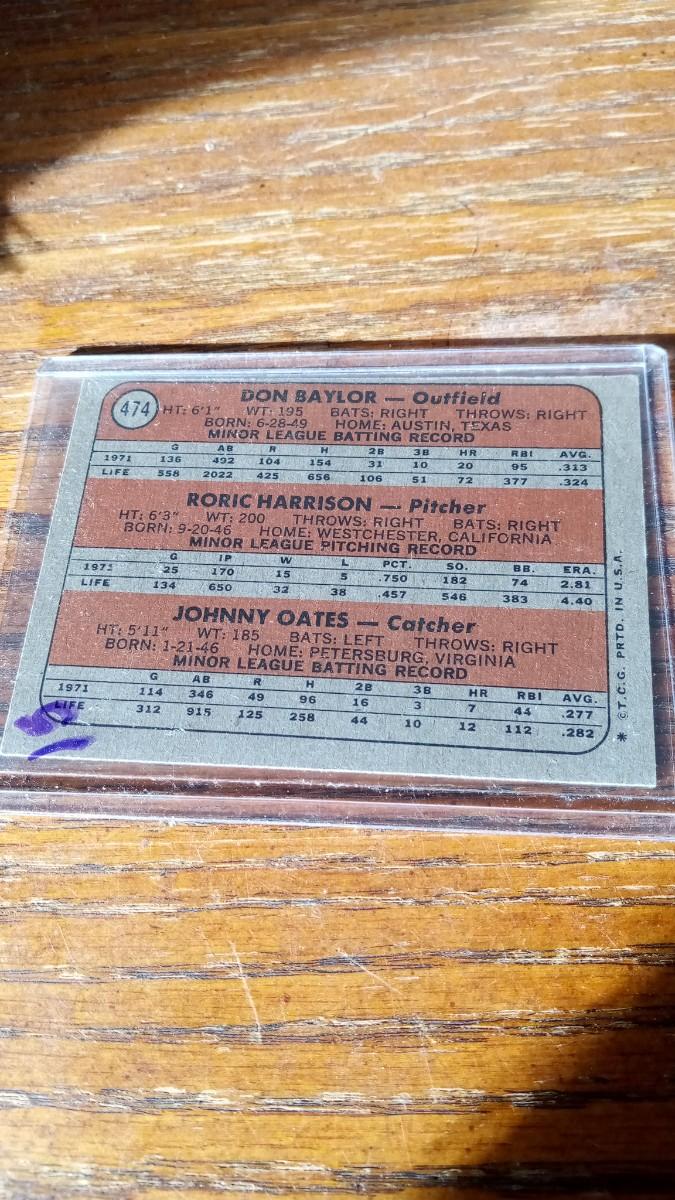 474
DON BAYLOR — Outfield
HT: 6'1" WT: 195 BATS: RIGHT THROWS: RIGHT
BORN: 6-28-49 HOME: AUSTIN, TEXAS
MINOR LEAGUE BATTING RECORD
G AB R H 2B 3B HR RBI AVG.
1971 136 492 104 154 31 10 20 95 .313
LIFE 558 2022 425 656 106 51 72 377 .324
RORIC HARRISON — Pitcher
HT: 6'3" WT: 200 THROWS: RIGHT BATS: RIGHT
BORN: 9-20-46 HOME: WESTCHESTER, CALIFORNIA
MINOR LEAGUE PITCHING RECORD
G IP W L PCT. SO. BB. ERA.
1971 25 170 15 5 .750 182 74 2.81
LIFE 134 650 32 38 .457 546 383 4.40
JOHNNY OATES — Catcher
HT: 5'11" WT: 185 BATS: LEFT THROWS: RIGHT
BORN: 1-21-46 HOME: PETERSBURG, VIRGINIA
MINOR LEAGUE BATTING RECORD
G AB R H 2B 3B HR RBI AVG.
1971 114 346 49 96 16 3 7 44 .277
LIFE 312 915 125 258 44 10 12 112 .282
* ©T.C.G. PRTD. IN U.S.A.